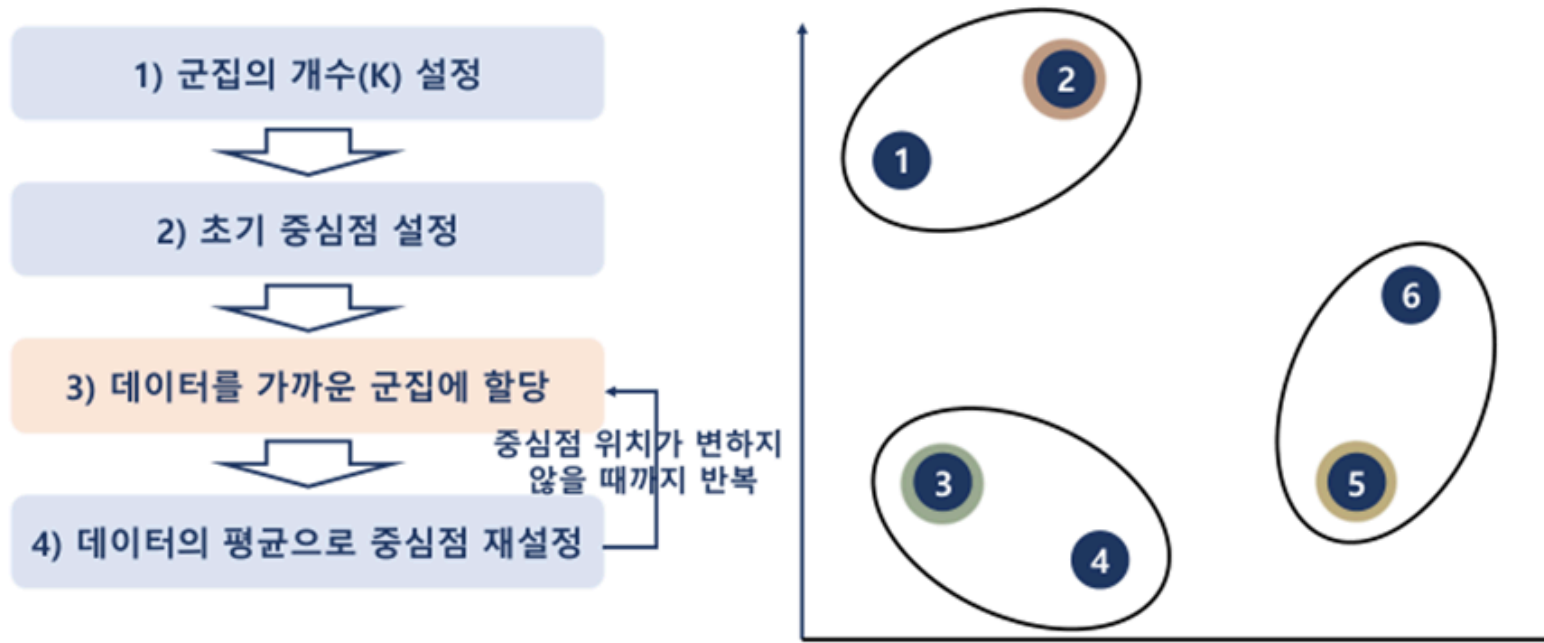 1) 군집의 개수(K) 설정
2) 초기 중심점 설정
3) 데이터를 가까운 군집에 할당
중심점 위치가 변하지
않을 때까지 반복
4) 데이터의 평균으로 중심점 재설정
2
1
6
3
5
4